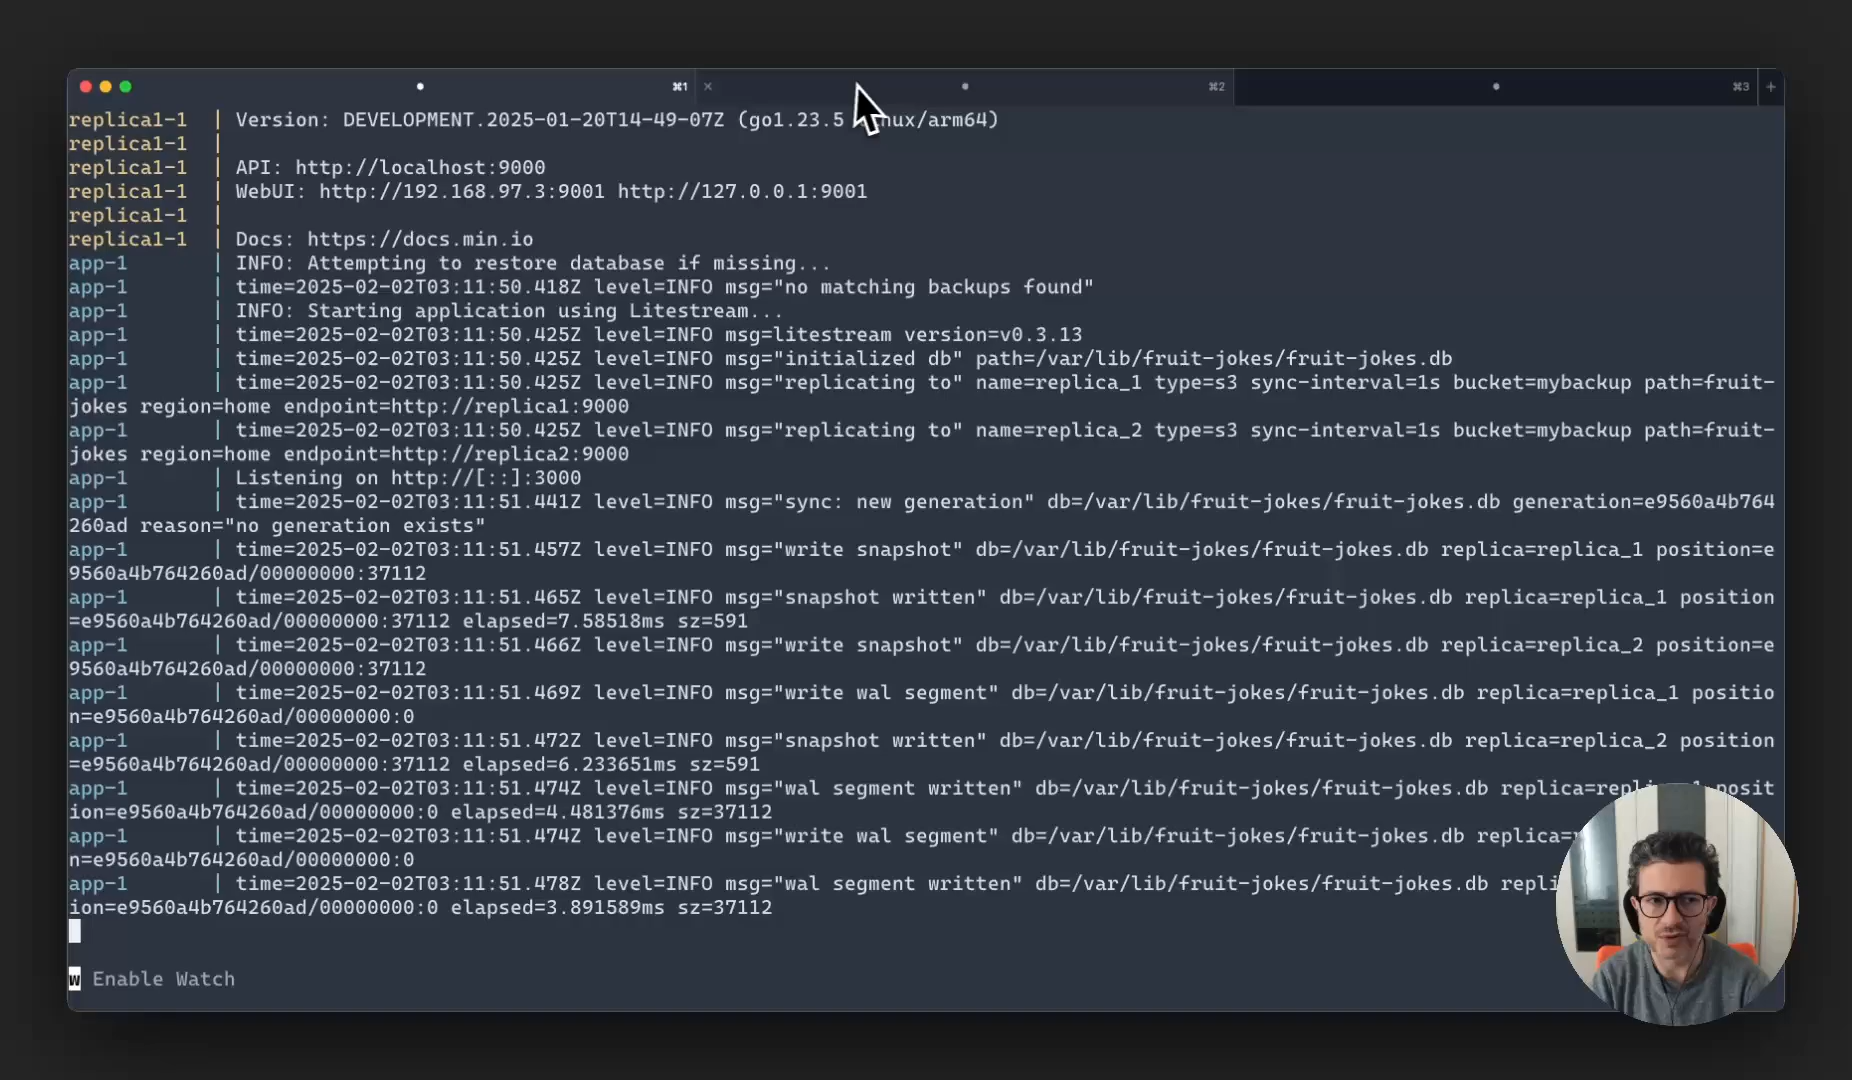 ⌘1
⌘2
⌘3
replica1-1 | Version: DEVELOPMENT.2025-01-20T14-49-07Z (go1.23.5 nux/arm64)
replica1-1 |
replica1-1 | API: http://localhost:9000
replica1-1 | WebUI: http://192.168.97.3:9001 http://127.0.0.1:9001
replica1-1 |
replica1-1 | Docs: https://docs.min.io
app-1 | INFO: Attempting to restore database if missing...
app-1 | time=2025-02-02T03:11:50.418Z level=INFO msg="no matching backups found"
app-1 | INFO: Starting application using Litestream...
app-1 | time=2025-02-02T03:11:50.425Z level=INFO msg=litestream version=v0.3.13
app-1 | time=2025-02-02T03:11:50.425Z level=INFO msg="initialized db" path=/var/lib/fruit-jokes/fruit-jokes.db
app-1 | time=2025-02-02T03:11:50.425Z level=INFO msg="replicating to" name=replica_1 type=s3 sync-interval=1s bucket=mybackup path=fruit-
jokes region=home endpoint=http://replica1:9000
app-1 | time=2025-02-02T03:11:50.425Z level=INFO msg="replicating to" name=replica_2 type=s3 sync-interval=1s bucket=mybackup path=fruit-
jokes region=home endpoint=http://replica2:9000
app-1 | Listening on http://[::]:3000
app-1 | time=2025-02-02T03:11:51.441Z level=INFO msg="sync: new generation" db=/var/lib/fruit-jokes/fruit-jokes.db generation=e9560a4b764
260ad reason="no generation exists"
app-1 | time=2025-02-02T03:11:51.457Z level=INFO msg="write snapshot" db=/var/lib/fruit-jokes/fruit-jokes.db replica=replica_1 position=e
9560a4b764260ad/00000000:37112
app-1 | time=2025-02-02T03:11:51.465Z level=INFO msg="snapshot written" db=/var/lib/fruit-jokes/fruit-jokes.db replica=replica_1 position
=e9560a4b764260ad/00000000:37112 elapsed=7.58518ms sz=591
app-1 | time=2025-02-02T03:11:51.466Z level=INFO msg="write snapshot" db=/var/lib/fruit-jokes/fruit-jokes.db replica=replica_2 position=e
9560a4b764260ad/00000000:37112
app-1 | time=2025-02-02T03:11:51.469Z level=INFO msg="write wal segment" db=/var/lib/fruit-jokes/fruit-jokes.db replica=replica_1 positio
n=e9560a4b764260ad/00000000:0
app-1 | time=2025-02-02T03:11:51.472Z level=INFO msg="snapshot written" db=/var/lib/fruit-jokes/fruit-jokes.db replica=replica_2 position
=e9560a4b764260ad/00000000:37112 elapsed=6.233651ms sz=591
app-1 | time=2025-02-02T03:11:51.474Z level=INFO msg="wal segment written" db=/var/lib/fruit-jokes/fruit-jokes.db posit
ion=e9560a4b764260ad/00000000:0 elapsed=4.481376ms sz=37112
app-1 | time=2025-02-02T03:11:51.474Z level=INFO msg="write wal segment" db=/var/lib/fruit-jokes/fruit-jokes.db
n=e9560a4b764260ad/00000000:0
app-1 | time=2025-02-02T03:11:51.478Z level=INFO msg="wal segment written" db=/var/lib/fruit-jokes/fruit-jokes.db
ion=e9560a4b764260ad/00000000:0 elapsed=3.891589ms sz=37112
w Enable Watch